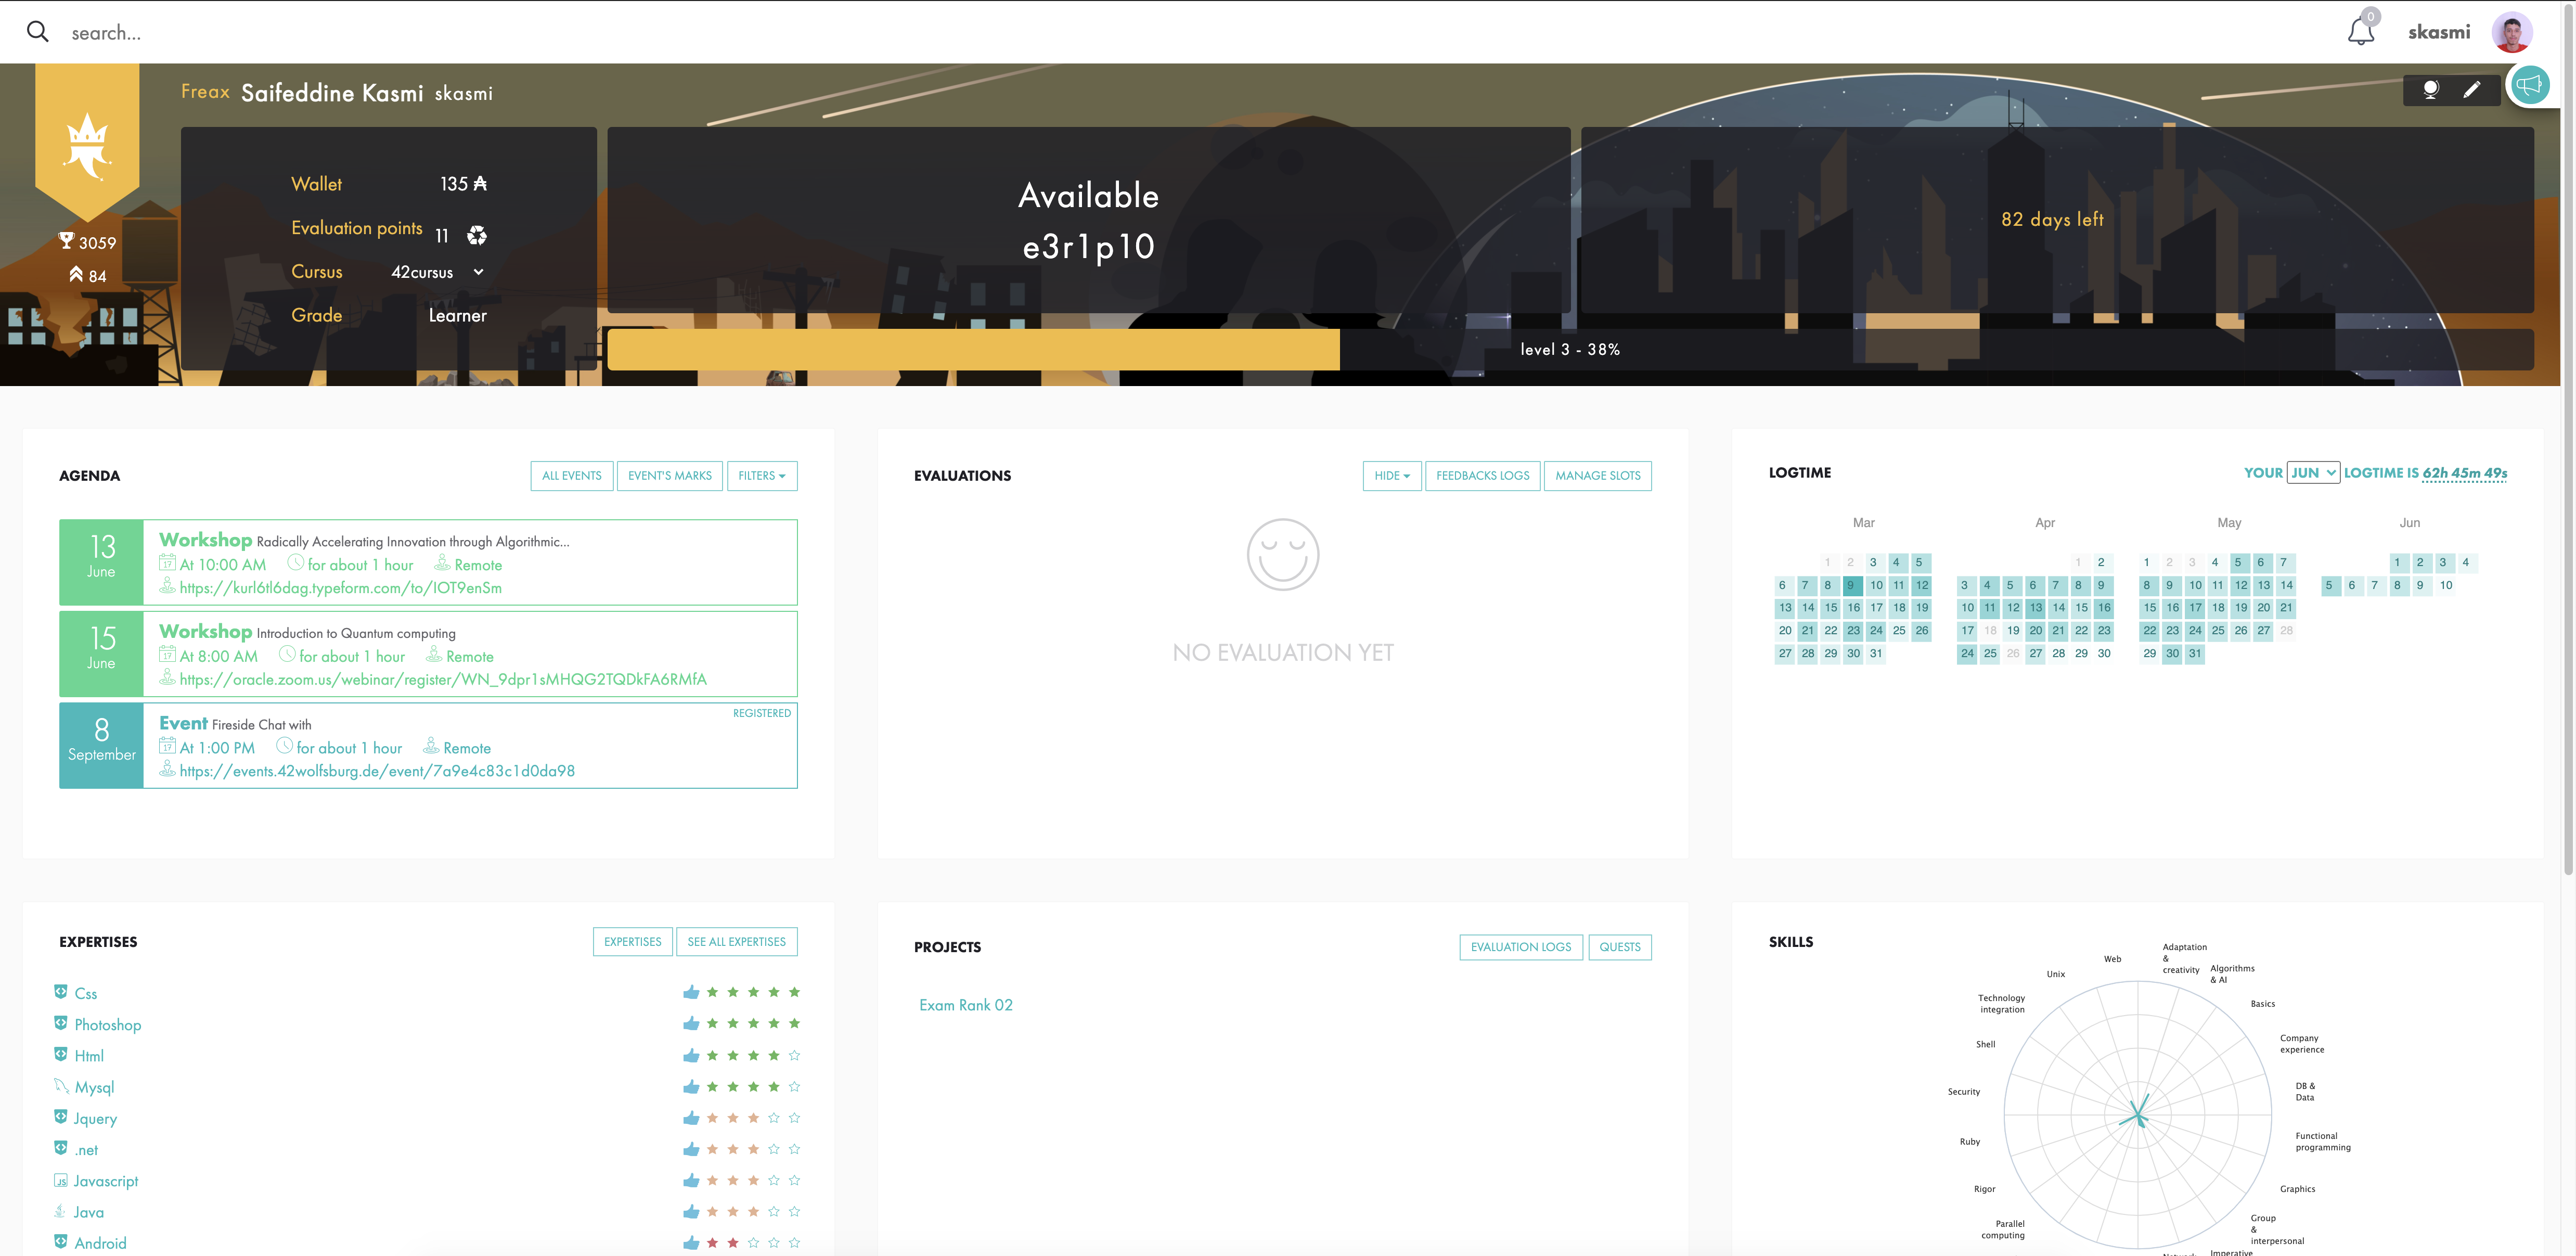 search...
0
skasmi
Freax Saifeddine Kasmi skasmi
3059
84
Wallet 135 ₳
Evaluation points 11
Cursus 42cursus
Grade Learner
Available
e3r1p10
82 days left
level 3 - 38%
AGENDA
ALL EVENTS EVENT'S MARKS FILTERS
13
June
Workshop Radically Accelerating Innovation through Algorithmic...
17 At 10:00 AM for about 1 hour Remote
https://kurl6tl6dag.typeform.com/to/IOT9enSm
15
June
Workshop Introduction to Quantum computing
17 At 8:00 AM for about 1 hour Remote
https://oracle.zoom.us/webinar/register/WN_9dpr1sMHQG2TQDkFA6RMfA
8
September
REGISTERED
Event Fireside Chat with
17 At 1:00 PM for about 1 hour Remote
https://events.42wolfsburg.de/event/7a9e4c83c1d0da98
EVALUATIONS
HIDE FEEDBACKS LOGS MANAGE SLOTS
NO EVALUATION YET
LOGTIME
YOUR JUN LOGTIME IS 62h 45m 49s
Mar
1 2 3 4 5
6 7 8 9 10 11 12
13 14 15 16 17 18 19
20 21 22 23 24 25 26
27 28 29 30 31
Apr
1 2
3 4 5 6 7 8 9
10 11 12 13 14 15 16
17 18 19 20 21 22 23
24 25 26 27 28 29 30
May
1 2 3 4 5 6 7
8 9 10 11 12 13 14
15 16 17 18 19 20 21
22 23 24 25 26 27 28
29 30 31
Jun
1 2 3 4
5 6 7 8 9 10
EXPERTISES
EXPERTISES SEE ALL EXPERTISES
Css
Photoshop
Html
Mysql
Jquery
.net
JS Javascript
Java
Android
PROJECTS
EVALUATION LOGS QUESTS
Exam Rank 02
SKILLS
Adaptation
&
creativity
Algorithms
& AI
Basics
Company
experience
DB &
Data
Functional
programming
Graphics
Group
&
interpersonal
Imperative
Network
Parallel
computing
Rigor
Ruby
Security
Shell
Technology
integration
Unix
Web